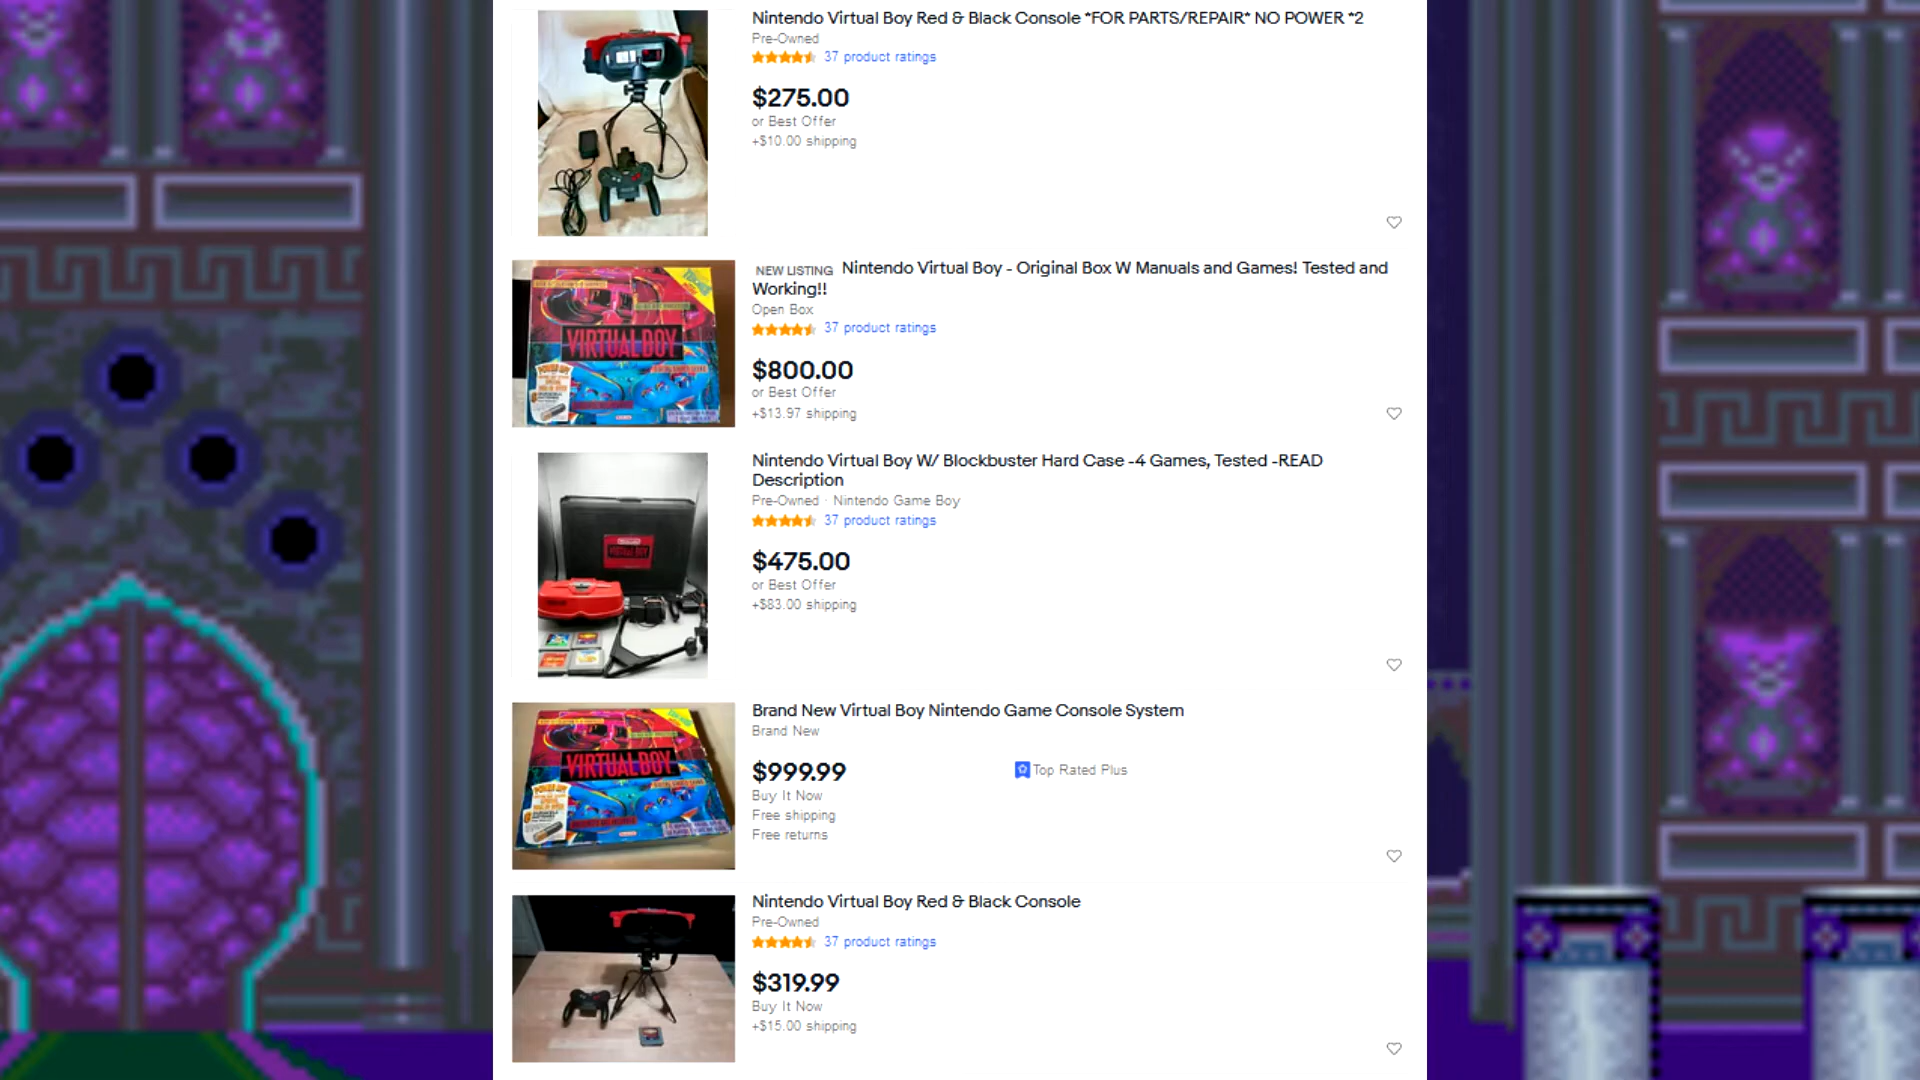 Nintendo Virtual Boy Red & Black Console *FOR PARTS/REPAIR* NO POWER *2
Pre-Owned
37 product ratings
$275.00
or Best Offer
+$10.00 shipping
NEW LISTING Nintendo Virtual Boy - Original Box W Manuals and Games! Tested and
Working!!
Open Box
37 product ratings
$800.00
or Best Offer
+$13.97 shipping
VIRTUAL BOY
Nintendo Virtual Boy W/ Blockbuster Hard Case -4 Games, Tested -READ
Description
Pre-Owned · Nintendo Game Boy
37 product ratings
$475.00
or Best Offer
+$83.00 shipping
VIRTUAL BOY
Brand New Virtual Boy Nintendo Game Console System
Brand New
$999.99
Top Rated Plus
Buy It Now
Free shipping
Free returns
VIRTUAL BOY
Nintendo Virtual Boy Red & Black Console
Pre-Owned
37 product ratings
$319.99
Buy It Now
+$15.00 shipping